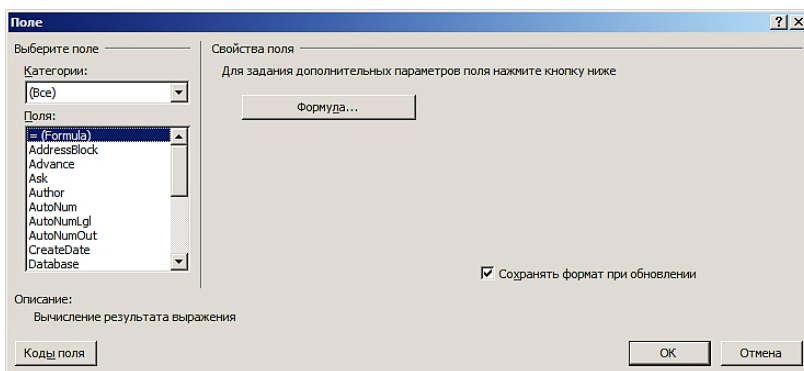 Поле
Выберите поле
Категории:
(Все)
Поля:
= (Formula)
AddressBlock
Advance
Ask
Author
AutoNum
AutoNumLgl
AutoNumOut
CreateDate
Database
Свойства поля
Для задания дополнительных параметров поля нажмите кнопку ниже
Формула...
Сохранять формат при обновлении
Описание:
Вычисление результата выражения
Коды поля
ОК
Отмена